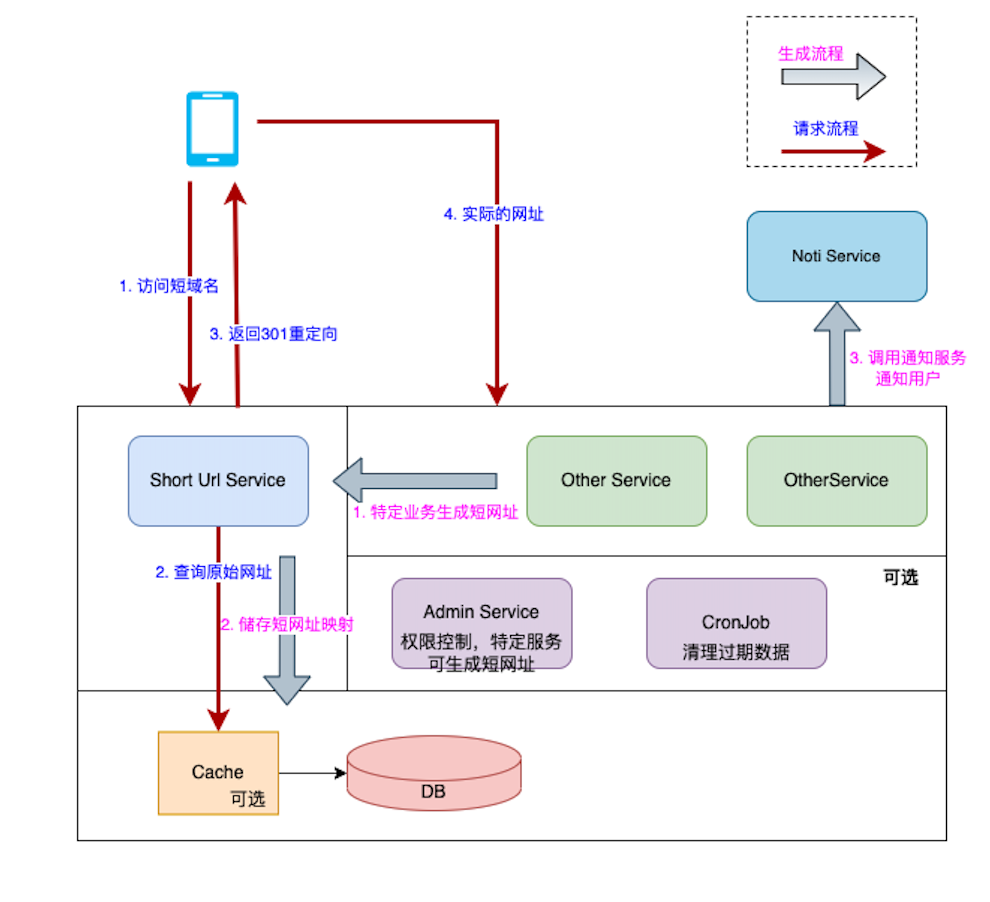 生成流程
请求流程
4. 实际的网址
Noti Service
1. 访问短域名
3. 返回301重定向
3. 调用通知服务
通知用户
Short Url Service
Other Service
OtherService
1. 特定业务生成短网址
2. 查询原始网址
可选
2. 储存短网址映射
Admin Service
权限控制，特定服务
可生成短网址
CronJob
清理过期数据
Cache
可选
DB